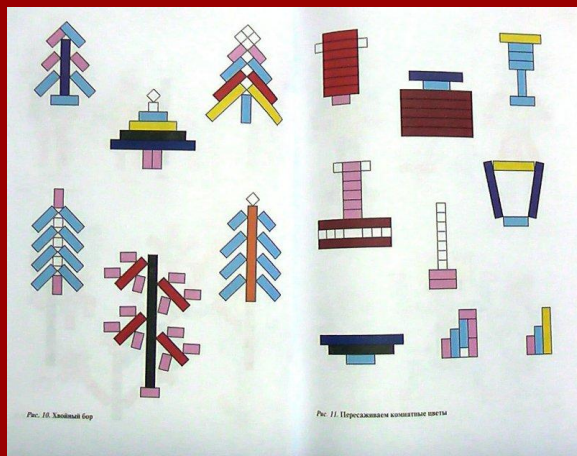 Рис. 10. Хвойный бор
Рис. 11. Пересаживаем комнатные цветы